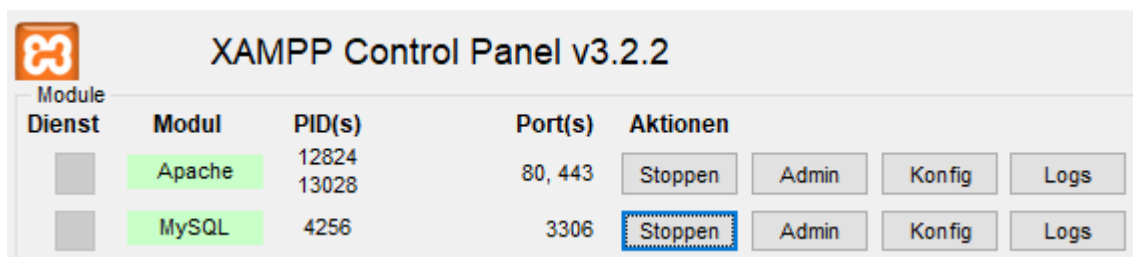 XAMPP Control Panel v3.2.2
Module
Dienst Modul PID(s) Port(s) Aktionen
Apache 12824 13028 80, 443 Stoppen Admin Konfig Logs
MySQL 4256 3306 Stoppen Admin Konfig Logs